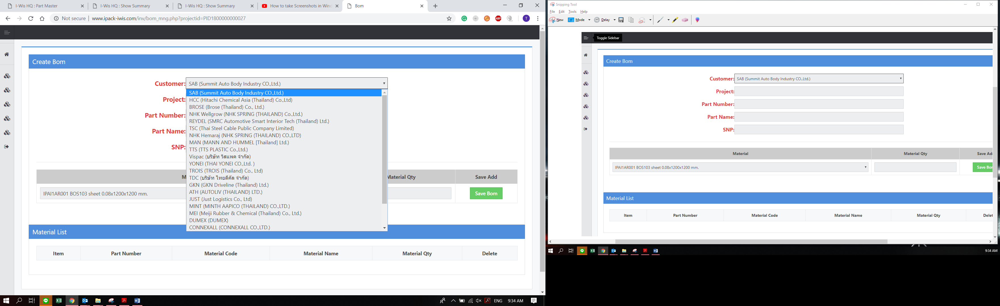 I-Wis HQ : Part Master
I-Wis HQ : Show Summary
I-Wis HQ : Show Summary
How to take Screenshots in Wind
Bom
Not secure | www.ipack-iwis.com/inv/bom_mng.php?projectid=PID1800000000027
ABP
T
Create Bom
Customer:
SAB (Summit Auto Body Industry CO.,Ltd.)
SAB (Summit Auto Body Industry CO.,Ltd.)
HCC (Hitachi Chemical Asia (Thailand) Co.,Ltd)
BROSE (Brose (Thailand) Co., Ltd.)
NHK Wellgrow (NHK SPRING (THAILAND) Co.,Ltd.)
REYDEL (SMRC Automotive Smart Interior Tech (Thailand) Ltd.)
TSC (Thai Steel Cable Public Company Limited)
NHK Hemaraj (NHK SPRING (THAILAND) CO.,LTD)
MAN (MANN AND HUMMEL [Thailand] Ltd.)
TTS (TTS PLASTIC Co.,Ltd.)
Vispac (บริษัท วิสแพค จำกัด)
YONEI (THAI YONEI CO.,Ltd. )
TROIS (TROIS (Thailand) Co., Ltd)
TDC (บริษัท ไทยดีคัล จำกัด)
GKN (GKN Driveline (Thailand) Ltd.)
ATH (AUTOLIV (THAILAND) LTD.)
JUST (Just Logistics Co., Ltd)
MINT (MINTH AAPICO (THAILAND) CO.,LTD.)
MEI (Meiji Rubber & Chemical (Thailand) Co., Ltd.)
DUMEX (DUMEX)
CONNEXALL (CONNEXALL CO.,LTD.)
Project:
Part Number:
Part Name:
SNP:
M
Material Qty
Save Add
IPAI1AR001 BOS103 sheet 0.08x1200x1200 mm.
Save Bom
Material List
Item
Part Number
Material Code
Material Name
Material Qty
Delete
ENG
9:34 AM
Snipping Tool
File Edit Tools Help
New
Mode
Delay
Toggle Sidebar
Create Bom
Customer:
SAB (Summit Auto Body Industry CO.,Ltd.)
Project:
Part Number:
Part Name:
SNP:
Material
Material Qty
Save Ad
IPAI1AR001 BOS103 sheet 0.08x1200x1200 mm.
Save Bo
Material List
Item
Part Number
Material Code
Material Name
Material Qty
Delet
9:34 AM